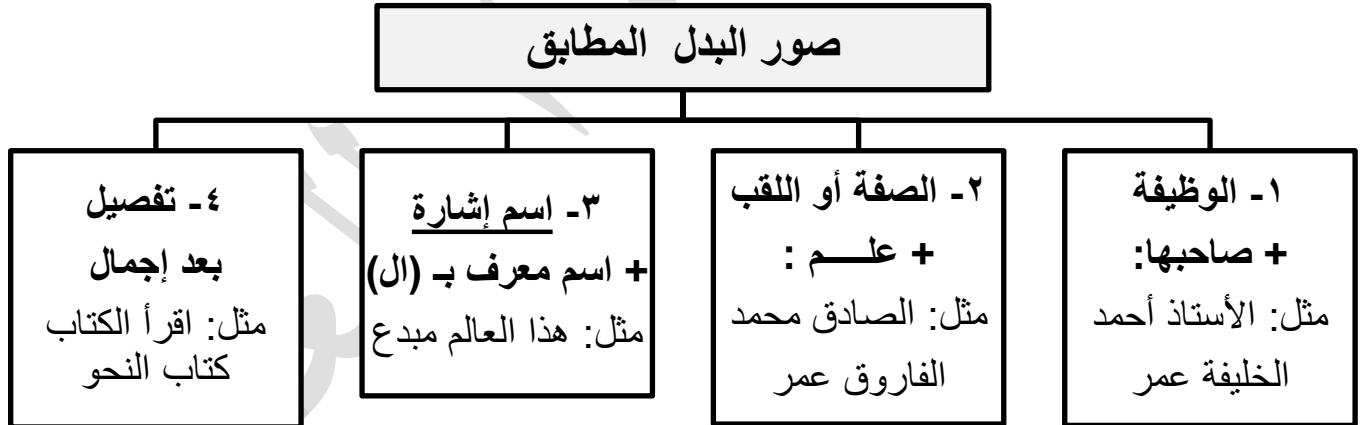 صور البدل المطابق
١- الوظيفة
+ صاحبها:
مثل: الأستاذ أحمد
الخليفة عمر
٢- الصفة أو اللقب
+ علـــــم :
مثل: الصادق محمد
الفاروق عمر
٣- اسم إشارة
+ اسم معرف بـ (ال)
مثل: هذا العالم مبدع
٤- تفصيل
بعد إجمال
مثل: اقرأ الكتاب
كتاب النحو